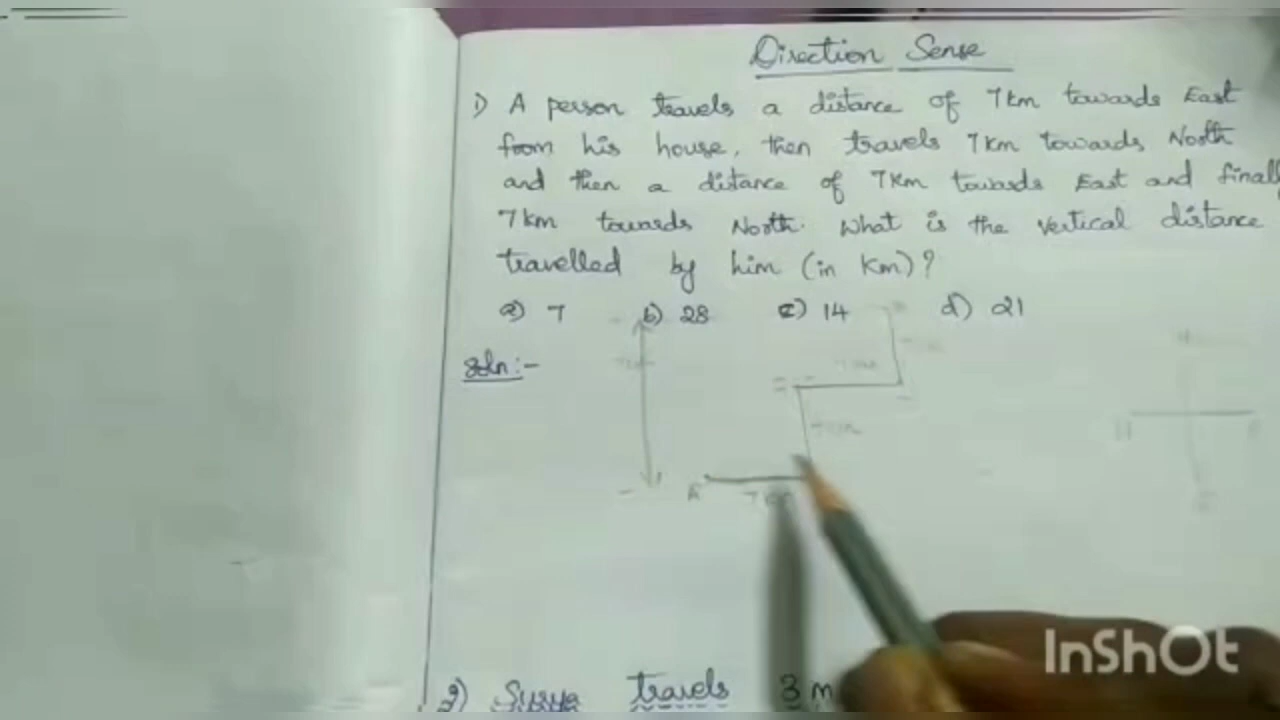 Direction Sense
1) A person travels a distance of 7km towards East
from his house, then travels 7km towards North
and then a distance of 7km towards East and finally
7km towards North. What is the vertical distance
travelled by him (in km)?
a) 7 b) 28 c) 14 d) 21
Soln:-
7km
A
2) Surya travels 3 m
InShOt